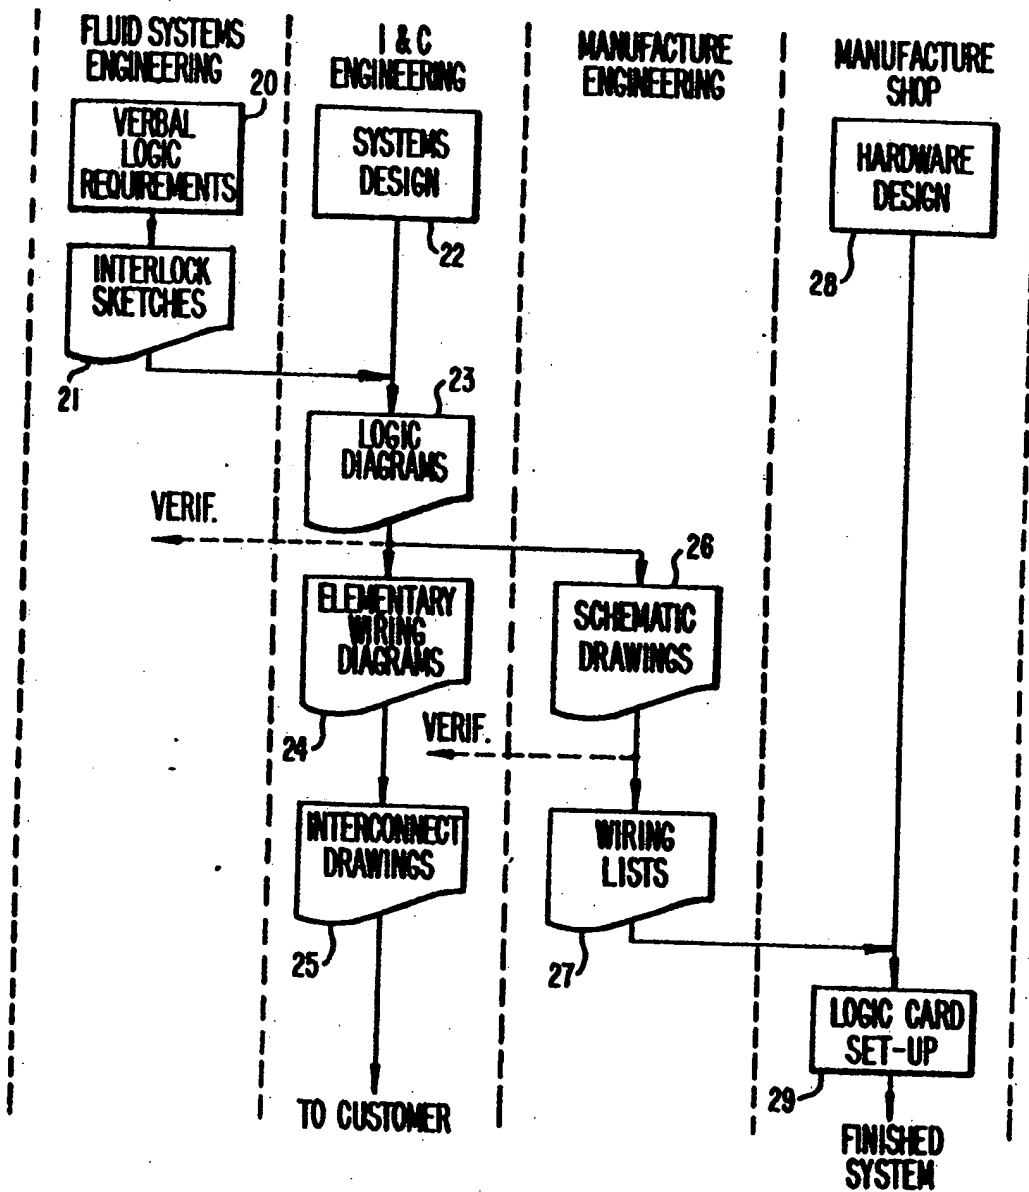 FLUID SYSTEMS
ENGINEERING
20
VERBAL
LOGIC
REQUIREMENTS
INTERLOCK
SKETCHES
21
I & C
ENGINEERING
SYSTEMS
DESIGN
22
23
LOGIC
DIAGRAMS
VERIF.
ELEMENTARY
WIRING
DIAGRAMS
24
INTERCONNECT
DRAWINGS
25
TO CUSTOMER
MANUFACTURE
ENGINEERING
26
SCHEMATIC
DRAWINGS
VERIF.
WIRING
LISTS
27
MANUFACTURE
SHOP
HARDWARE
DESIGN
28
LOGIC CARD
SET-UP
29
FINISHED
SYSTEM